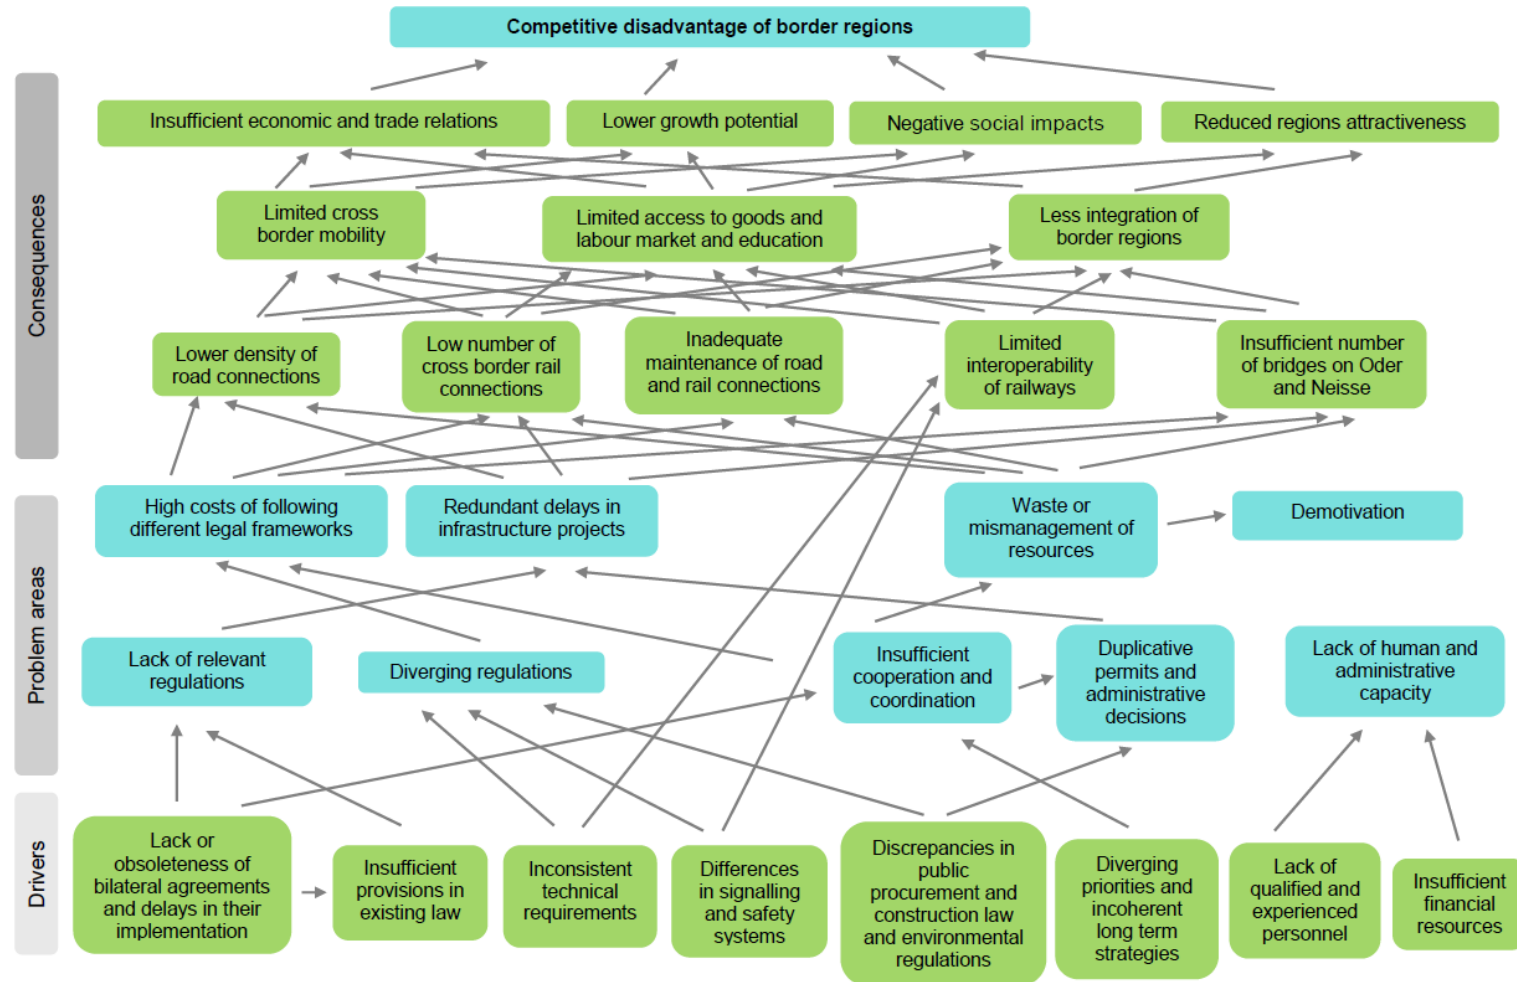 Competitive disadvantage of border regions
Consequences
Insufficient economic and trade relations
Lower growth potential
Negative social impacts
Reduced regions attractiveness
Limited cross
border mobility
Limited access to goods and
labour market and education
Less integration of
border regions
Lower density of
road connections
Low number of
cross border rail
connections
Inadequate
maintenance of road
and rail connections
Limited
interoperability
of railways
Insufficient number
of bridges on Oder
and Neisse
Problem areas
High costs of following
different legal frameworks
Redundant delays in
infrastructure projects
Waste or
mismanagement of
resources
Demotivation
Lack of relevant
regulations
Diverging regulations
Insufficient
cooperation and
coordination
Duplicative
permits and
administrative
decisions
Lack of human and
administrative
capacity
Drivers
Lack or
obsoleteness of
bilateral agreements
and delays in their
implementation
Insufficient
provisions in
existing law
Inconsistent
technical
requirements
Differences
in signalling
and safety
systems
Discrepancies in
public
procurement and
construction law
and environmental
regulations
Diverging
priorities and
incoherent
long term
strategies
Lack of
qualified and
experienced
personnel
Insufficient
financial
resources